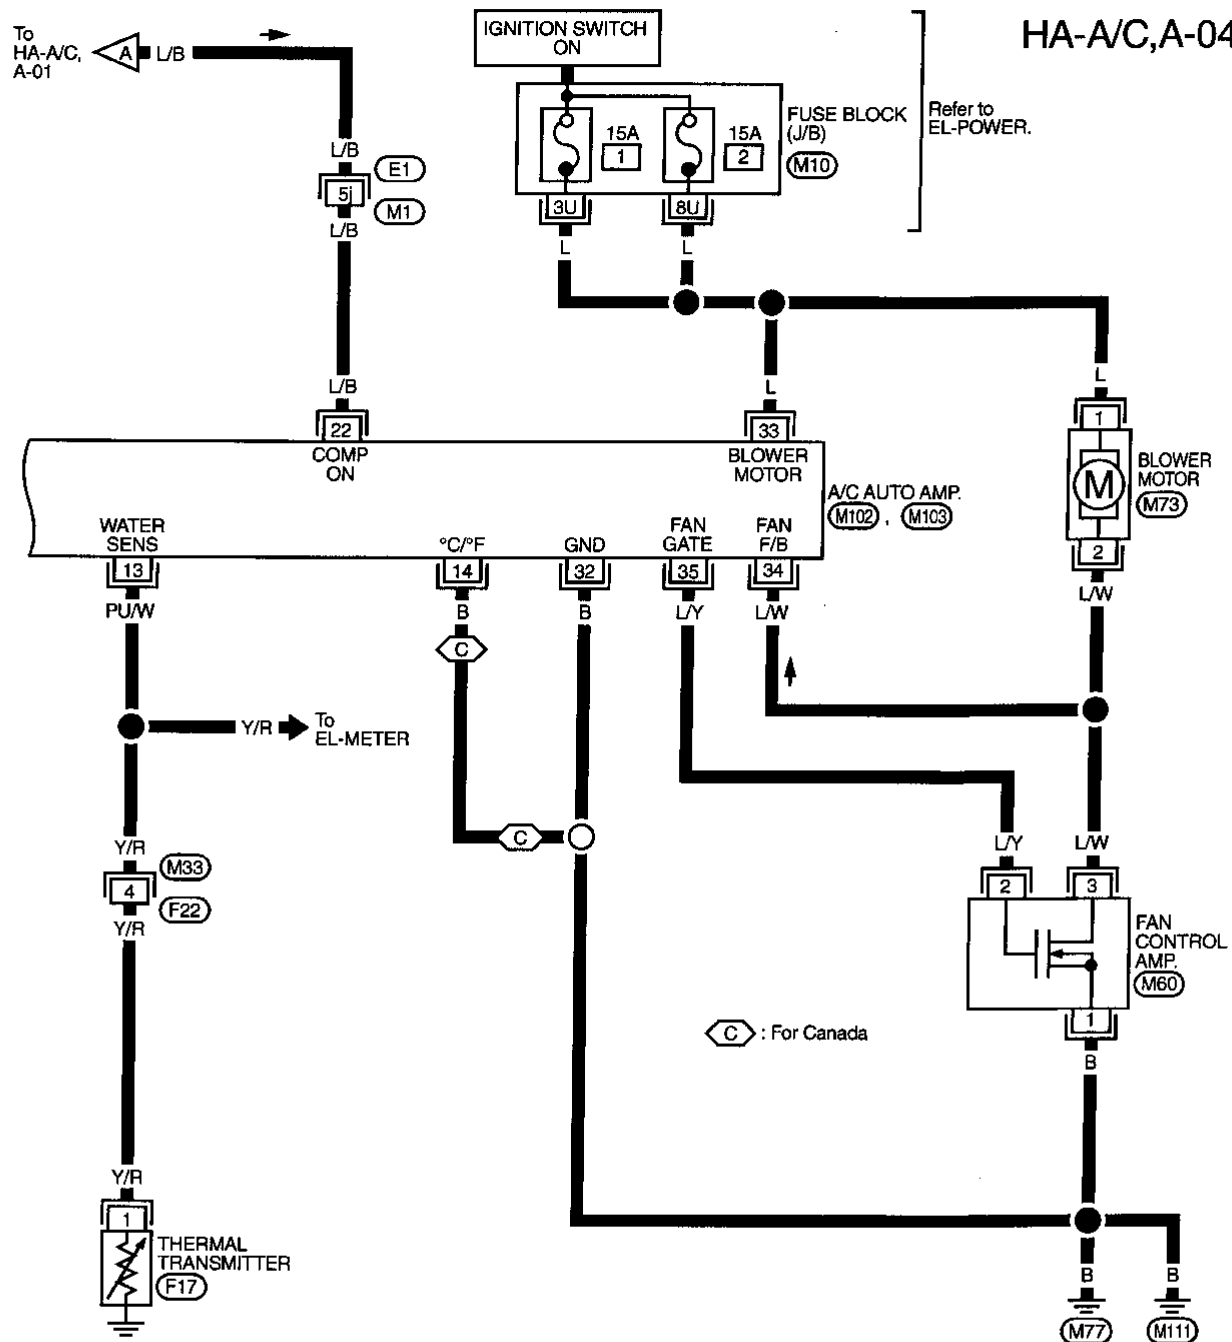 HA-A/C,A-04
To
HA-A/C,
A-01
A
L/B
IGNITION SWITCH
ON
FUSE BLOCK
(J/B)
M10
Refer to
EL-POWER.
15A
1
15A
2
L/B
E1
5j
M1
L/B
3U
8U
L
L
L/B
L
L
22
33
1
COMP
ON
BLOWER
MOTOR
BLOWER
MOTOR
M73
M
A/C AUTO AMP.
M102 , M103
WATER
SENS
°C/°F
GND
FAN
GATE
FAN
F/B
2
13
14
32
35
34
PU/W
B
B
L/Y
L/W
L/W
C
Y/R
To
EL-METER
C
Y/R
M33
4
F22
Y/R
L/Y
L/W
2
3
FAN
CONTROL
AMP.
M60
1
C : For Canada
B
Y/R
1
THERMAL
TRANSMITTER
F17
B
B
M77
M111